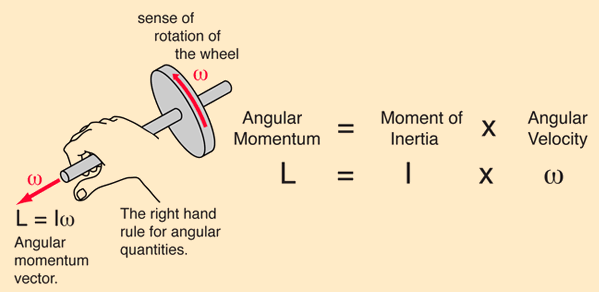 sense of
rotation of
the wheel
ω
ω
L = Iω
Angular
momentum
vector.
The right hand
rule for angular
quantities.
Angular
Momentum = Moment of
Inertia x Angular
Velocity
L = I x ω